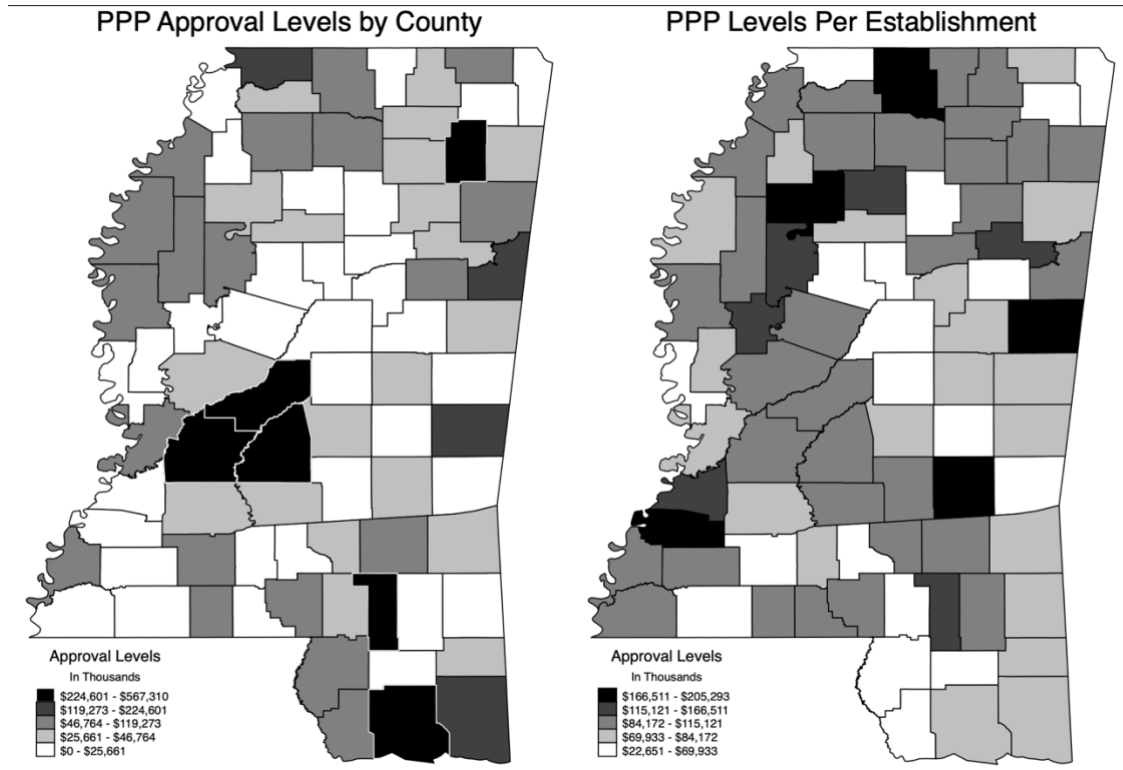 PPP Approval Levels by County
PPP Levels Per Establishment
Approval Levels
In Thousands
$224,601 - $567,310
$119,273 - $224,601
$46,764 - $119,273
$25,661 - $46,764
$0 - $25,661
Approval Levels
In Thousands
$166,511 - $205,293
$115,121 - $166,511
$84,172 - $115,121
$69,933 - $84,172
$22,651 - $69,933